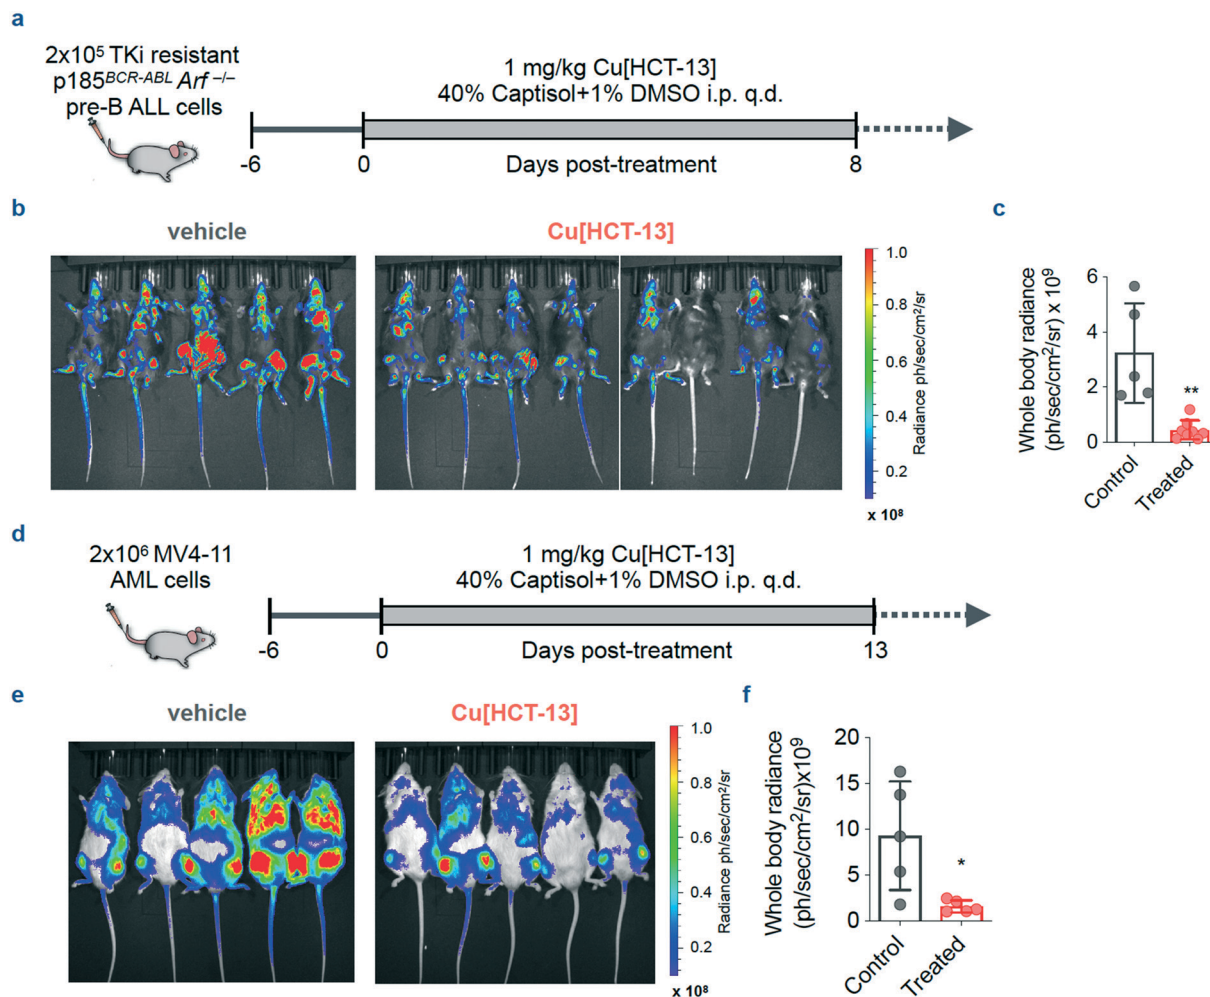 a
2x10⁵ TKi resistant
p185ᴮᶜᴿ⁻ᴬᴮᴸ Arf ⁻/⁻
pre-B ALL cells
1 mg/kg Cu[HCT-13]
40% Captisol+1% DMSO i.p. q.d.
-6
0
Days post-treatment
8
b
vehicle
Cu[HCT-13]
1.0
0.8
0.6
0.4
0.2
Radiance ph/sec/cm²/sr
x 10⁸
c
Whole body radiance
(ph/sec/cm²/sr) x 10⁹
6
4
2
0
**
Control
Treated
d
2x10⁶ MV4-11
AML cells
1 mg/kg Cu[HCT-13]
40% Captisol+1% DMSO i.p. q.d.
-6
0
Days post-treatment
13
e
vehicle
Cu[HCT-13]
1.0
0.8
0.6
0.4
0.2
Radiance ph/sec/cm²/sr
x 10⁸
f
Whole body radiance
(ph/sec/cm²/sr)x10⁹
20
15
10
5
0
*
Control
Treated